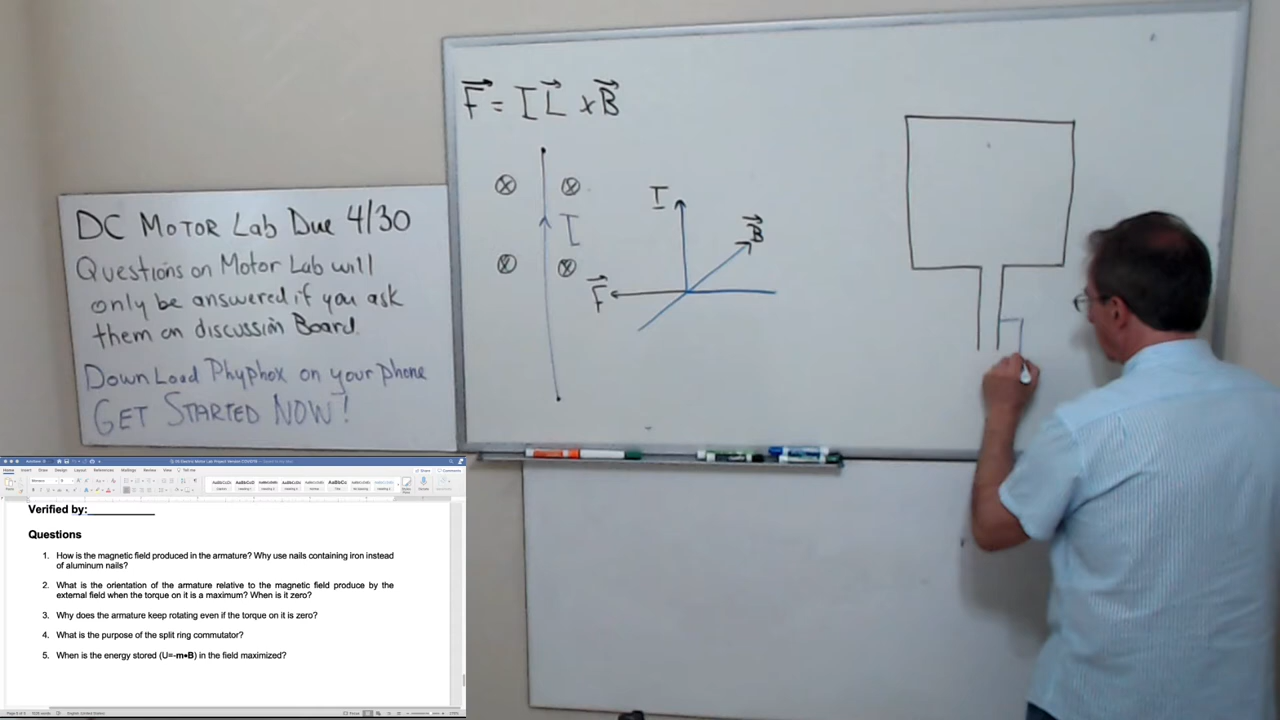 F = I L x B
I
I
B
F
DC MOTOR Lab Due 4/30
Questions on Motor Lab will
only be answered if you ask
them on discussion Board.
Download Phyphox on your phone
GET STARTED NOW!
Verified by:____________
Questions
1. How is the magnetic field produced in the armature? Why use nails containing iron instead
of aluminum nails?
2. What is the orientation of the armature relative to the magnetic field produce by the
external field when the torque on it is a maximum? When is it zero?
3. Why does the armature keep rotating even if the torque on it is zero?
4. What is the purpose of the split ring commutator?
5. When is the energy stored (U=-m•B) in the field maximized?